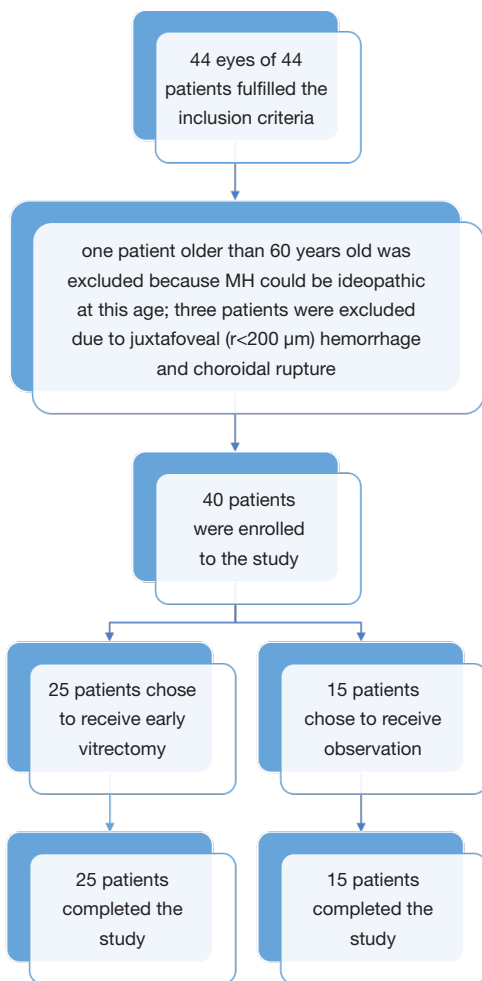 44 eyes of 44
patients fulfilled the
inclusion criteria
one patient older than 60 years old was
excluded because MH could be ideopathic
at this age; three patients were excluded
due to juxtafoveal (r<200 μm) hemorrhage
and choroidal rupture
40 patients
were enrolled
to the study
25 patients chose
to receive early
vitrectomy
15 patients
chose to receive
observation
25 patients
completed the
study
15 patients
completed the
study